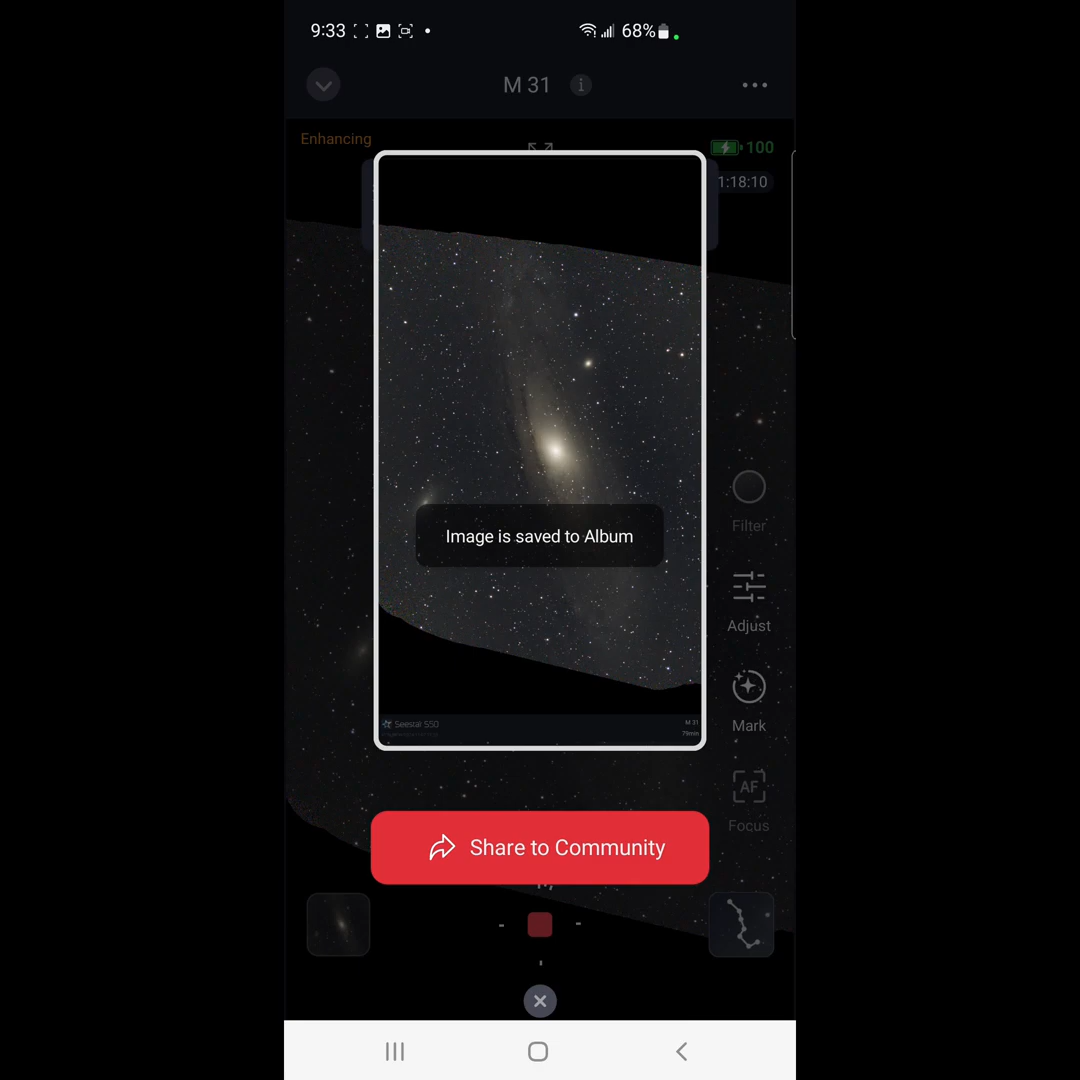 9:33
68%
M 31
Enhancing
100
1:18:10
Filter
Image is saved to Album
Adjust
Mark
Seestar S50
M 31
79min
AF
Focus
Share to Community